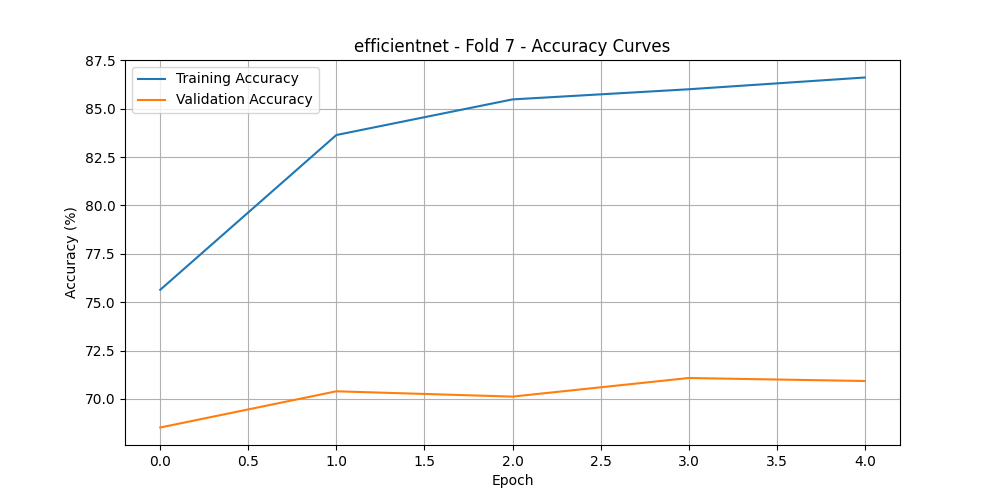 efficientnet - Fold 7 - Accuracy Curves
Training Accuracy
Validation Accuracy
Accuracy (%)
87.5
85.0
82.5
80.0
77.5
75.0
72.5
70.0
0.0 0.5 1.0 1.5 2.0 2.5 3.0 3.5 4.0
Epoch